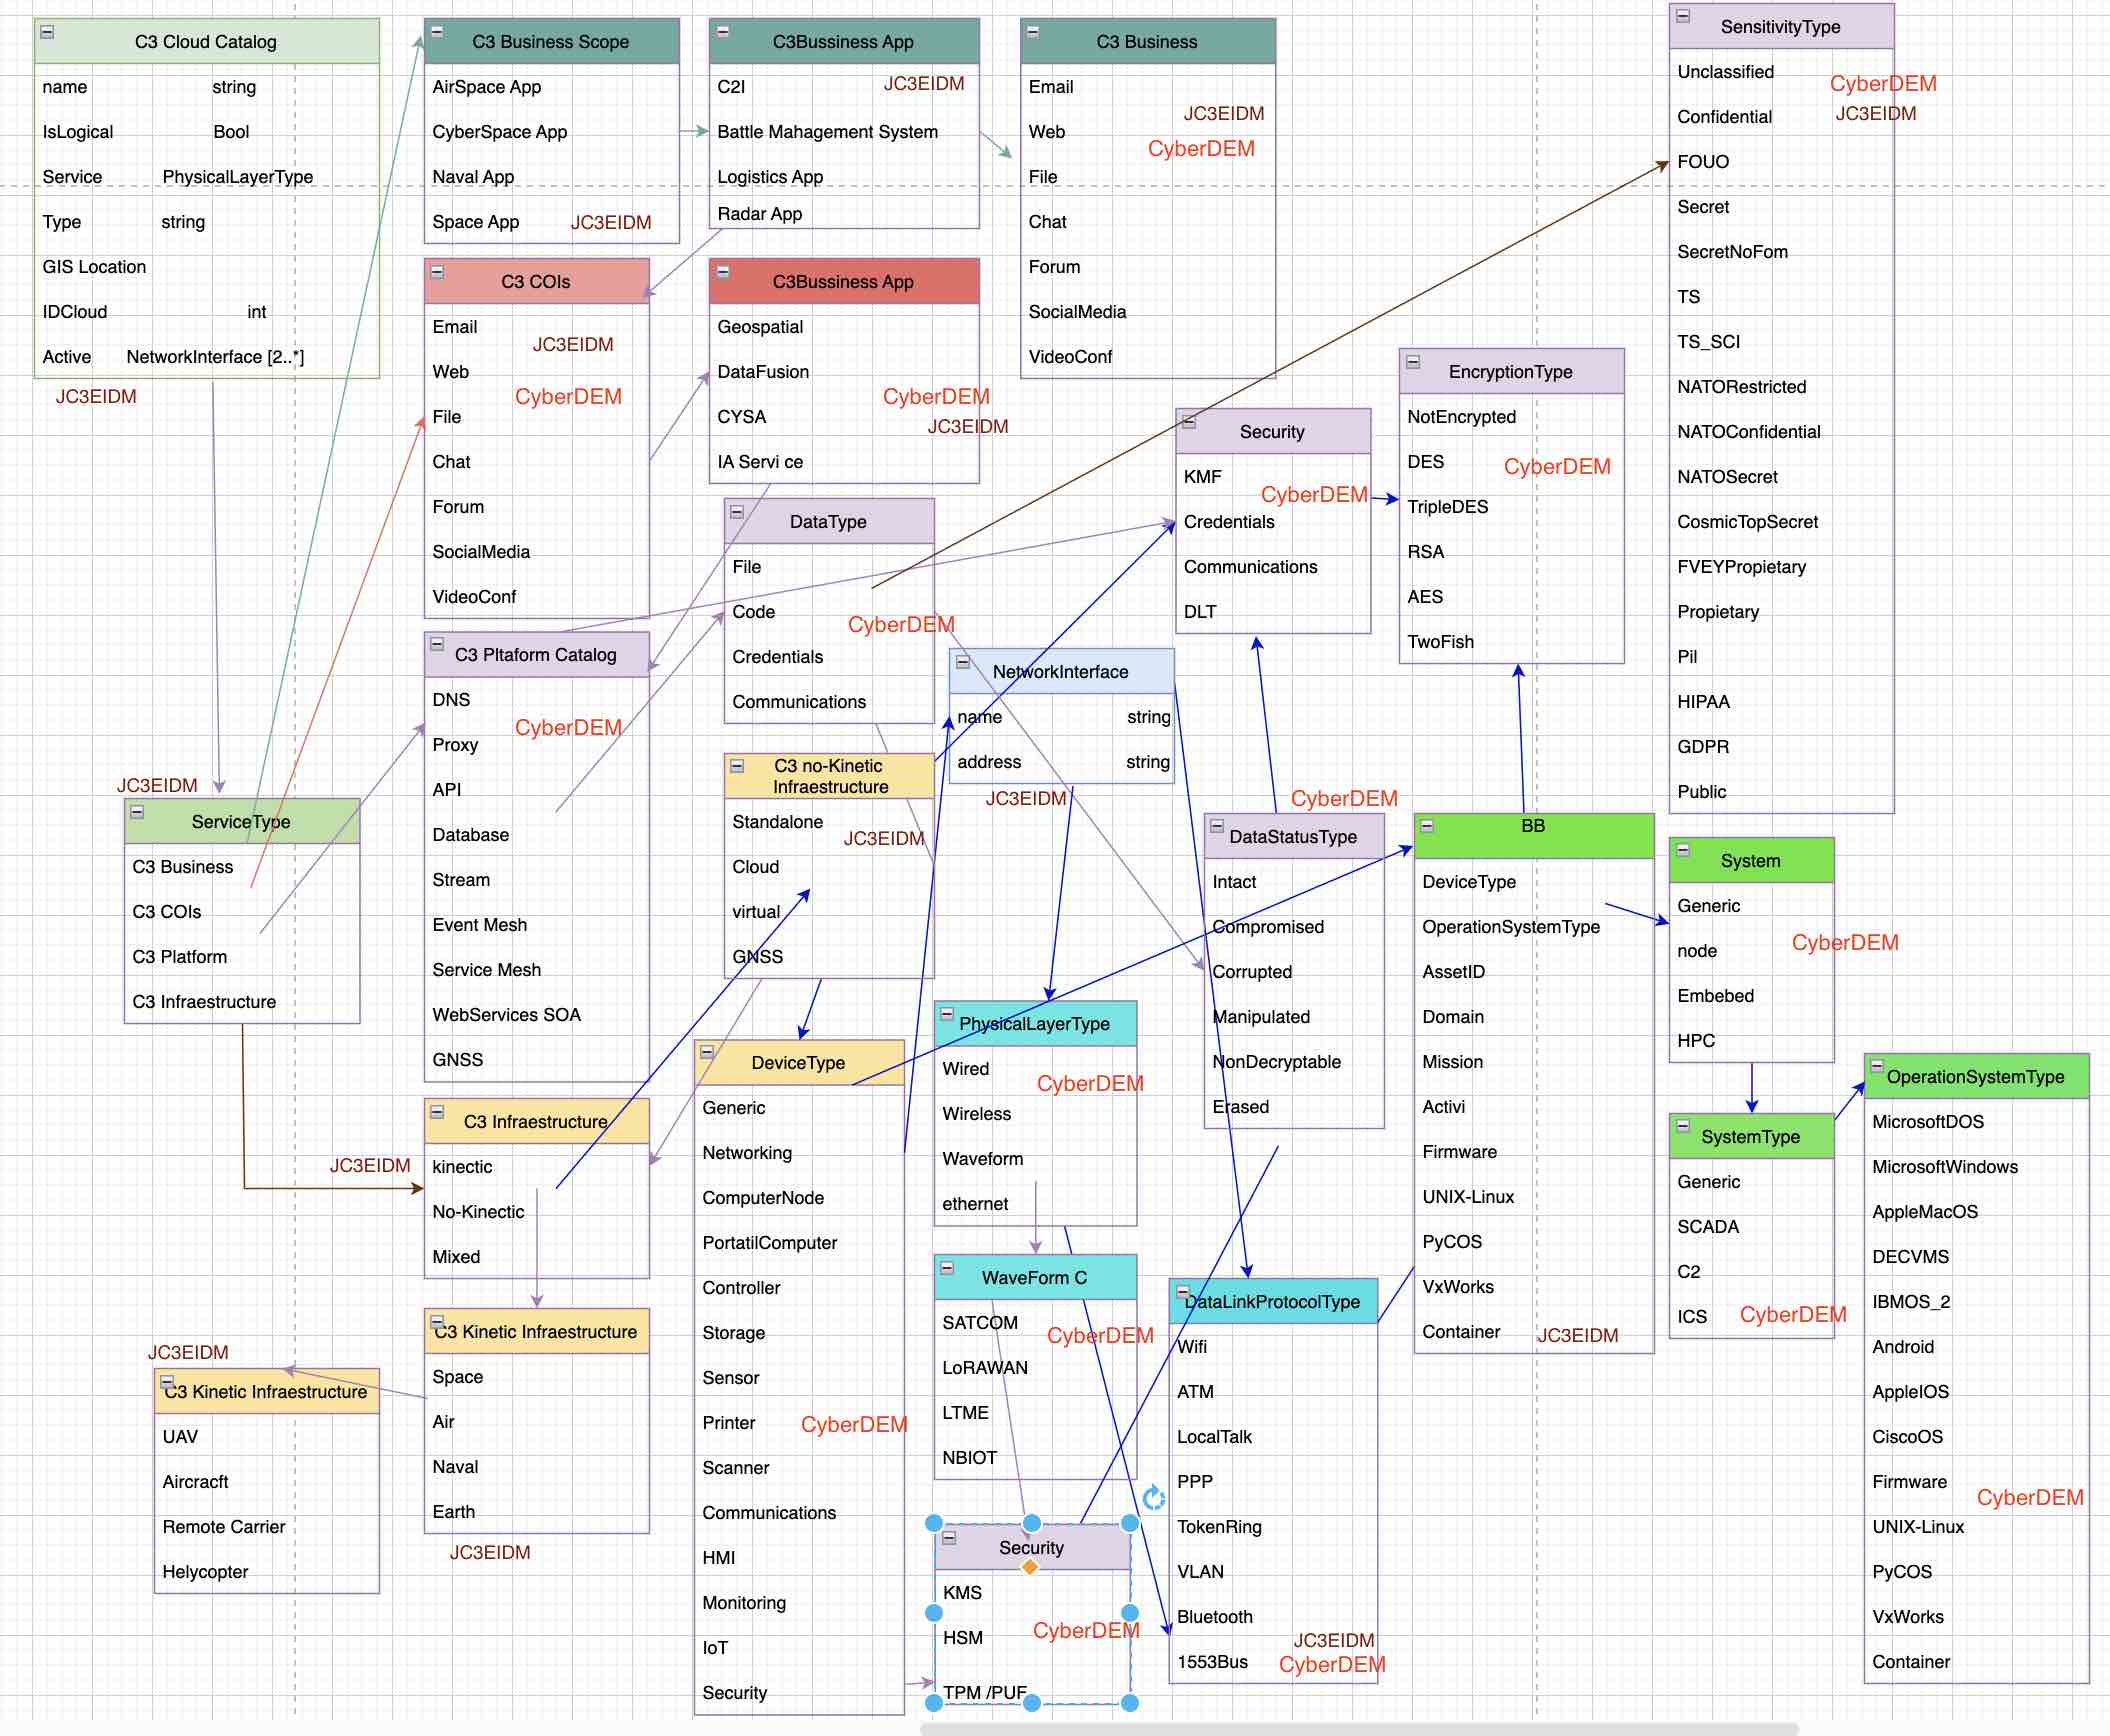 C3 Cloud Catalog
name string
IsLogical Bool
Service PhysicalLayerType
Type string
GIS Location
IDCloud int
Active NetworkInterface [2..*]
JC3EIDM
C3 Business Scope
AirSpace App
CyberSpace App
Naval App
Space App JC3EIDM
C3Bussiness App
C2I JC3EIDM
Battle Mahagement System
Logistics App
Radar App
C3 Business
Email
JC3EIDM
Web
CyberDEM
File
Chat
Forum
SocialMedia
VideoConf
SensitivityType
Unclassified
CyberDEM
Confidential JC3EIDM
FOUO
Secret
SecretNoFom
TS
TS_SCI
NATORestricted
NATOConfidential
NATOSecret
CosmicTopSecret
FVEYPropietary
Propietary
Pil
HIPAA
GDPR
Public
C3 COIs
Email
JC3EIDM
Web
CyberDEM
File
Chat
Forum
SocialMedia
VideoConf
C3Bussiness App
Geospatial
DataFusion
CyberDEM
CYSA
JC3EIDM
IA Servi ce
DataType
File
Code
CyberDEM
Credentials
Communications
Security
KMF
CyberDEM
Credentials
Communications
DLT
EncryptionType
NotEncrypted
DES
CyberDEM
TripleDES
RSA
AES
TwoFish
C3 Pltaform Catalog
DNS
CyberDEM
Proxy
API
Database
Stream
Event Mesh
Service Mesh
WebServices SOA
GNSS
NetworkInterface
name string
address string
JC3EIDM
C3 no-Kinetic
Infraestructure
Standalone
JC3EIDM
Cloud
virtual
GNSS
JC3EIDM
ServiceType
C3 Business
C3 COIs
C3 Platform
C3 Infraestructure
CyberDEM
DataStatusType
Intact
Compromised
Corrupted
Manipulated
NonDecryptable
Erased
BB
DeviceType
OperationSystemType
AssetID
Domain
Mission
Activi
Firmware
UNIX-Linux
PyCOS
VxWorks
Container JC3EIDM
System
Generic
CyberDEM
node
Embebed
HPC
SystemType
Generic
SCADA
C2
ICS CyberDEM
OperationSystemType
MicrosoftDOS
MicrosoftWindows
AppleMacOS
DECVMS
IBMOS_2
Android
AppleIOS
CiscoOS
Firmware
CyberDEM
UNIX-Linux
PyCOS
VxWorks
Container
C3 Infraestructure
JC3EIDM
kinectic
No-Kinectic
Mixed
C3 Kinetic Infraestructure
Space
Air
Naval
Earth
JC3EIDM
JC3EIDM
C3 Kinetic Infraestructure
UAV
Aircracft
Remote Carrier
Helycopter
DeviceType
Generic
Networking
ComputerNode
PortatilComputer
Controller
Storage
Sensor
Printer CyberDEM
Scanner
Communications
HMI
Monitoring
IoT
Security
PhysicalLayerType
Wired
CyberDEM
Wireless
Waveform
ethernet
WaveForm C
SATCOM
CyberDEM
LoRAWAN
LTME
NBIOT
Security
KMS
CyberDEM
HSM
TPM /PUF
DataLinkProtocolType
Wifi
ATM
LocalTalk
PPP
TokenRing
VLAN
Bluetooth
JC3EIDM
1553Bus CyberDEM